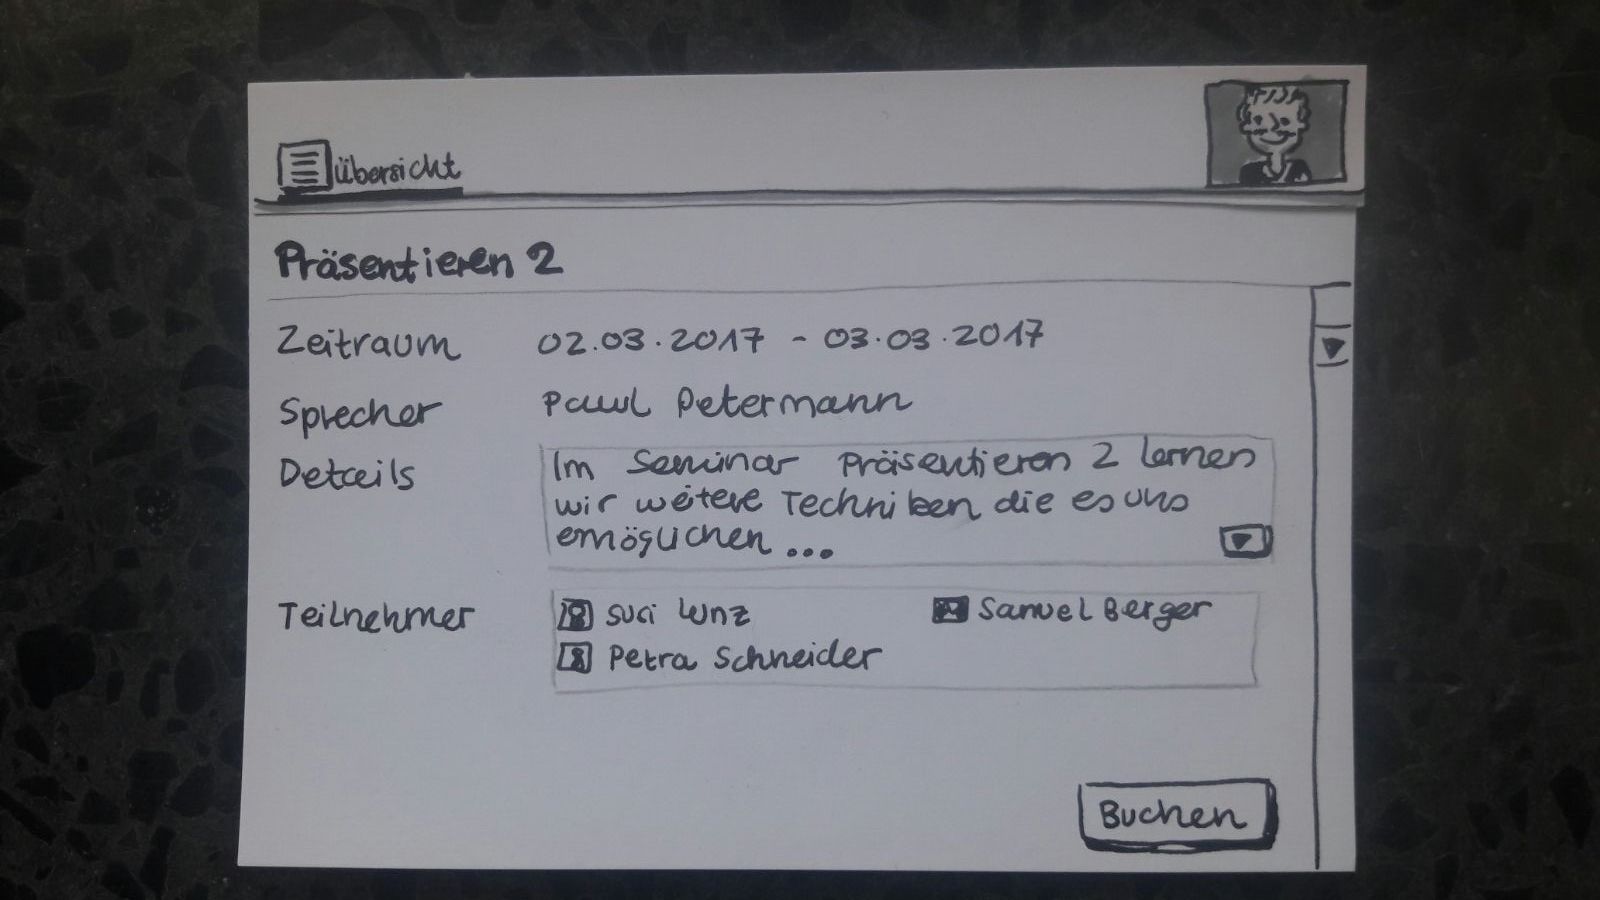 Übersicht
Präsentieren 2
Zeitraum 02.03.2017 - 03.03.2017
Sprecher Paul Petermann
Details Im Seminar Präsentieren 2 lernen
wir weitere Techniken die es uns
ermöglichen ...
Teilnehmer Susi Lenz Samuel Berger
Petra Schneider
Buchen